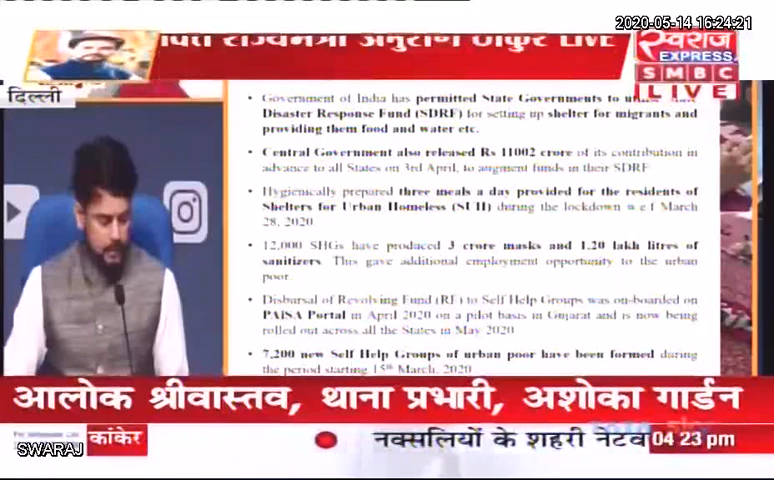 2020-05-14 16:24:21
राज्यमंत्री अनुराग ठाकुर LIVE
स्वराज
EXPRESS
SMBC
LIVE
दिल्ली
• Government of India has permitted State Governments to
Disaster Response Fund (SDRF) for setting up shelter for migrants and
providing them food and water etc.
• Central Government also released Rs 11002 crore of its contribution in
advance to all States on 3rd April, to augment funds in their SDRF
• Hygienically prepared three meals a day provided for the residents of
Shelters for Urban Homeless (SUH) during the lockdown w e f March
28, 2020
• 12,000 SHGs have produced 3 crore masks and 1.20 lakh litres of
sanitizers. This gave additional employment opportunity to the urban
poor
• Disbursal of Revolving Fund (RF) to Self Help Groups was on-boarded on
PAiSA Portal in April 2020 on a pilot basis in Gujarat and is now being
rolled out across all the States in May 2020
• 7,200 new Self Help Groups of urban poor have been formed during
the period starting 15th March, 2020
आलोक श्रीवास्तव, थाना प्रभारी, अशोका गार्डन
कांकेर
नक्सलियों के शहरी नेटव
04 23 pm
SWARAJ